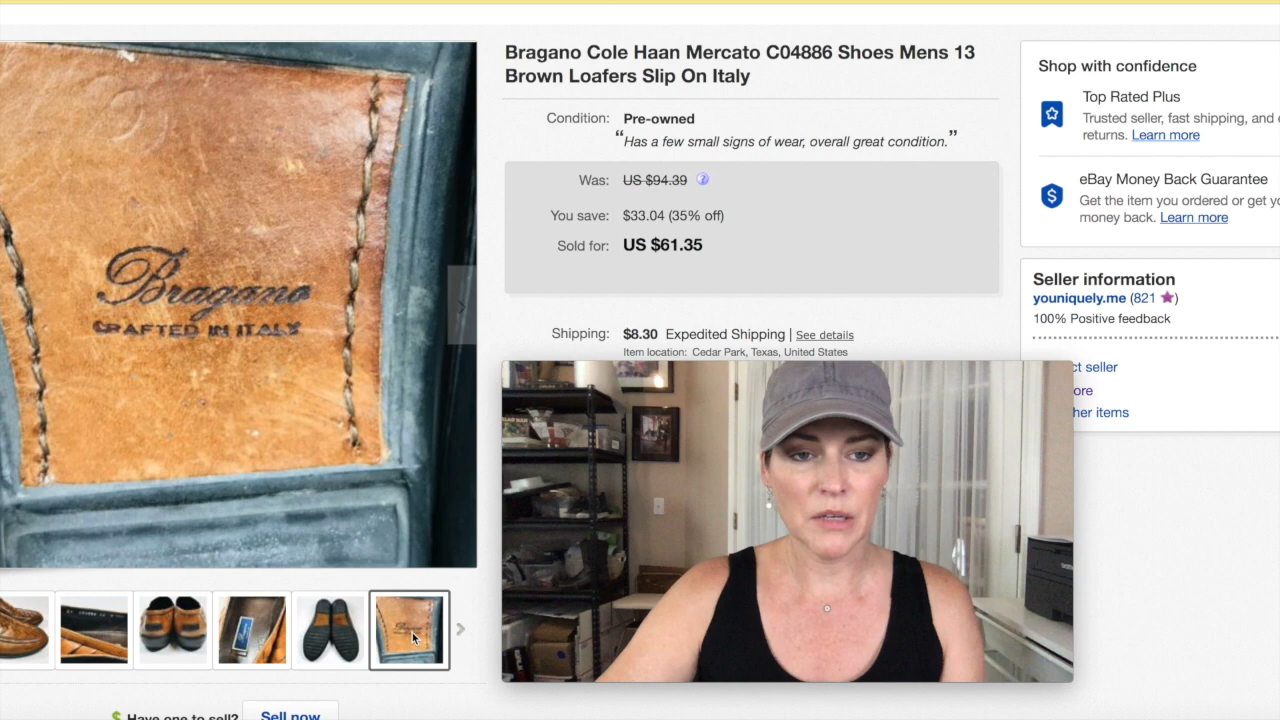 Bragano Cole Haan Mercato C04886 Shoes Mens 13
Brown Loafers Slip On Italy
Condition: Pre-owned
“Has a few small signs of wear, overall great condition.”
Was: US $94.39
You save: $33.04 (35% off)
Sold for: US $61.35
Shipping: $8.30 Expedited Shipping | See details
Item location: Cedar Park, Texas, United States
Shop with confidence
Top Rated Plus
Trusted seller, fast shipping, and
returns. Learn more
eBay Money Back Guarantee
Get the item you ordered or get
money back. Learn more
Seller information
youniquely.me (821)
100% Positive feedback
ct seller
ore
her items
Bragano
CRAFTED IN ITALY
Have one to sell? Sell now